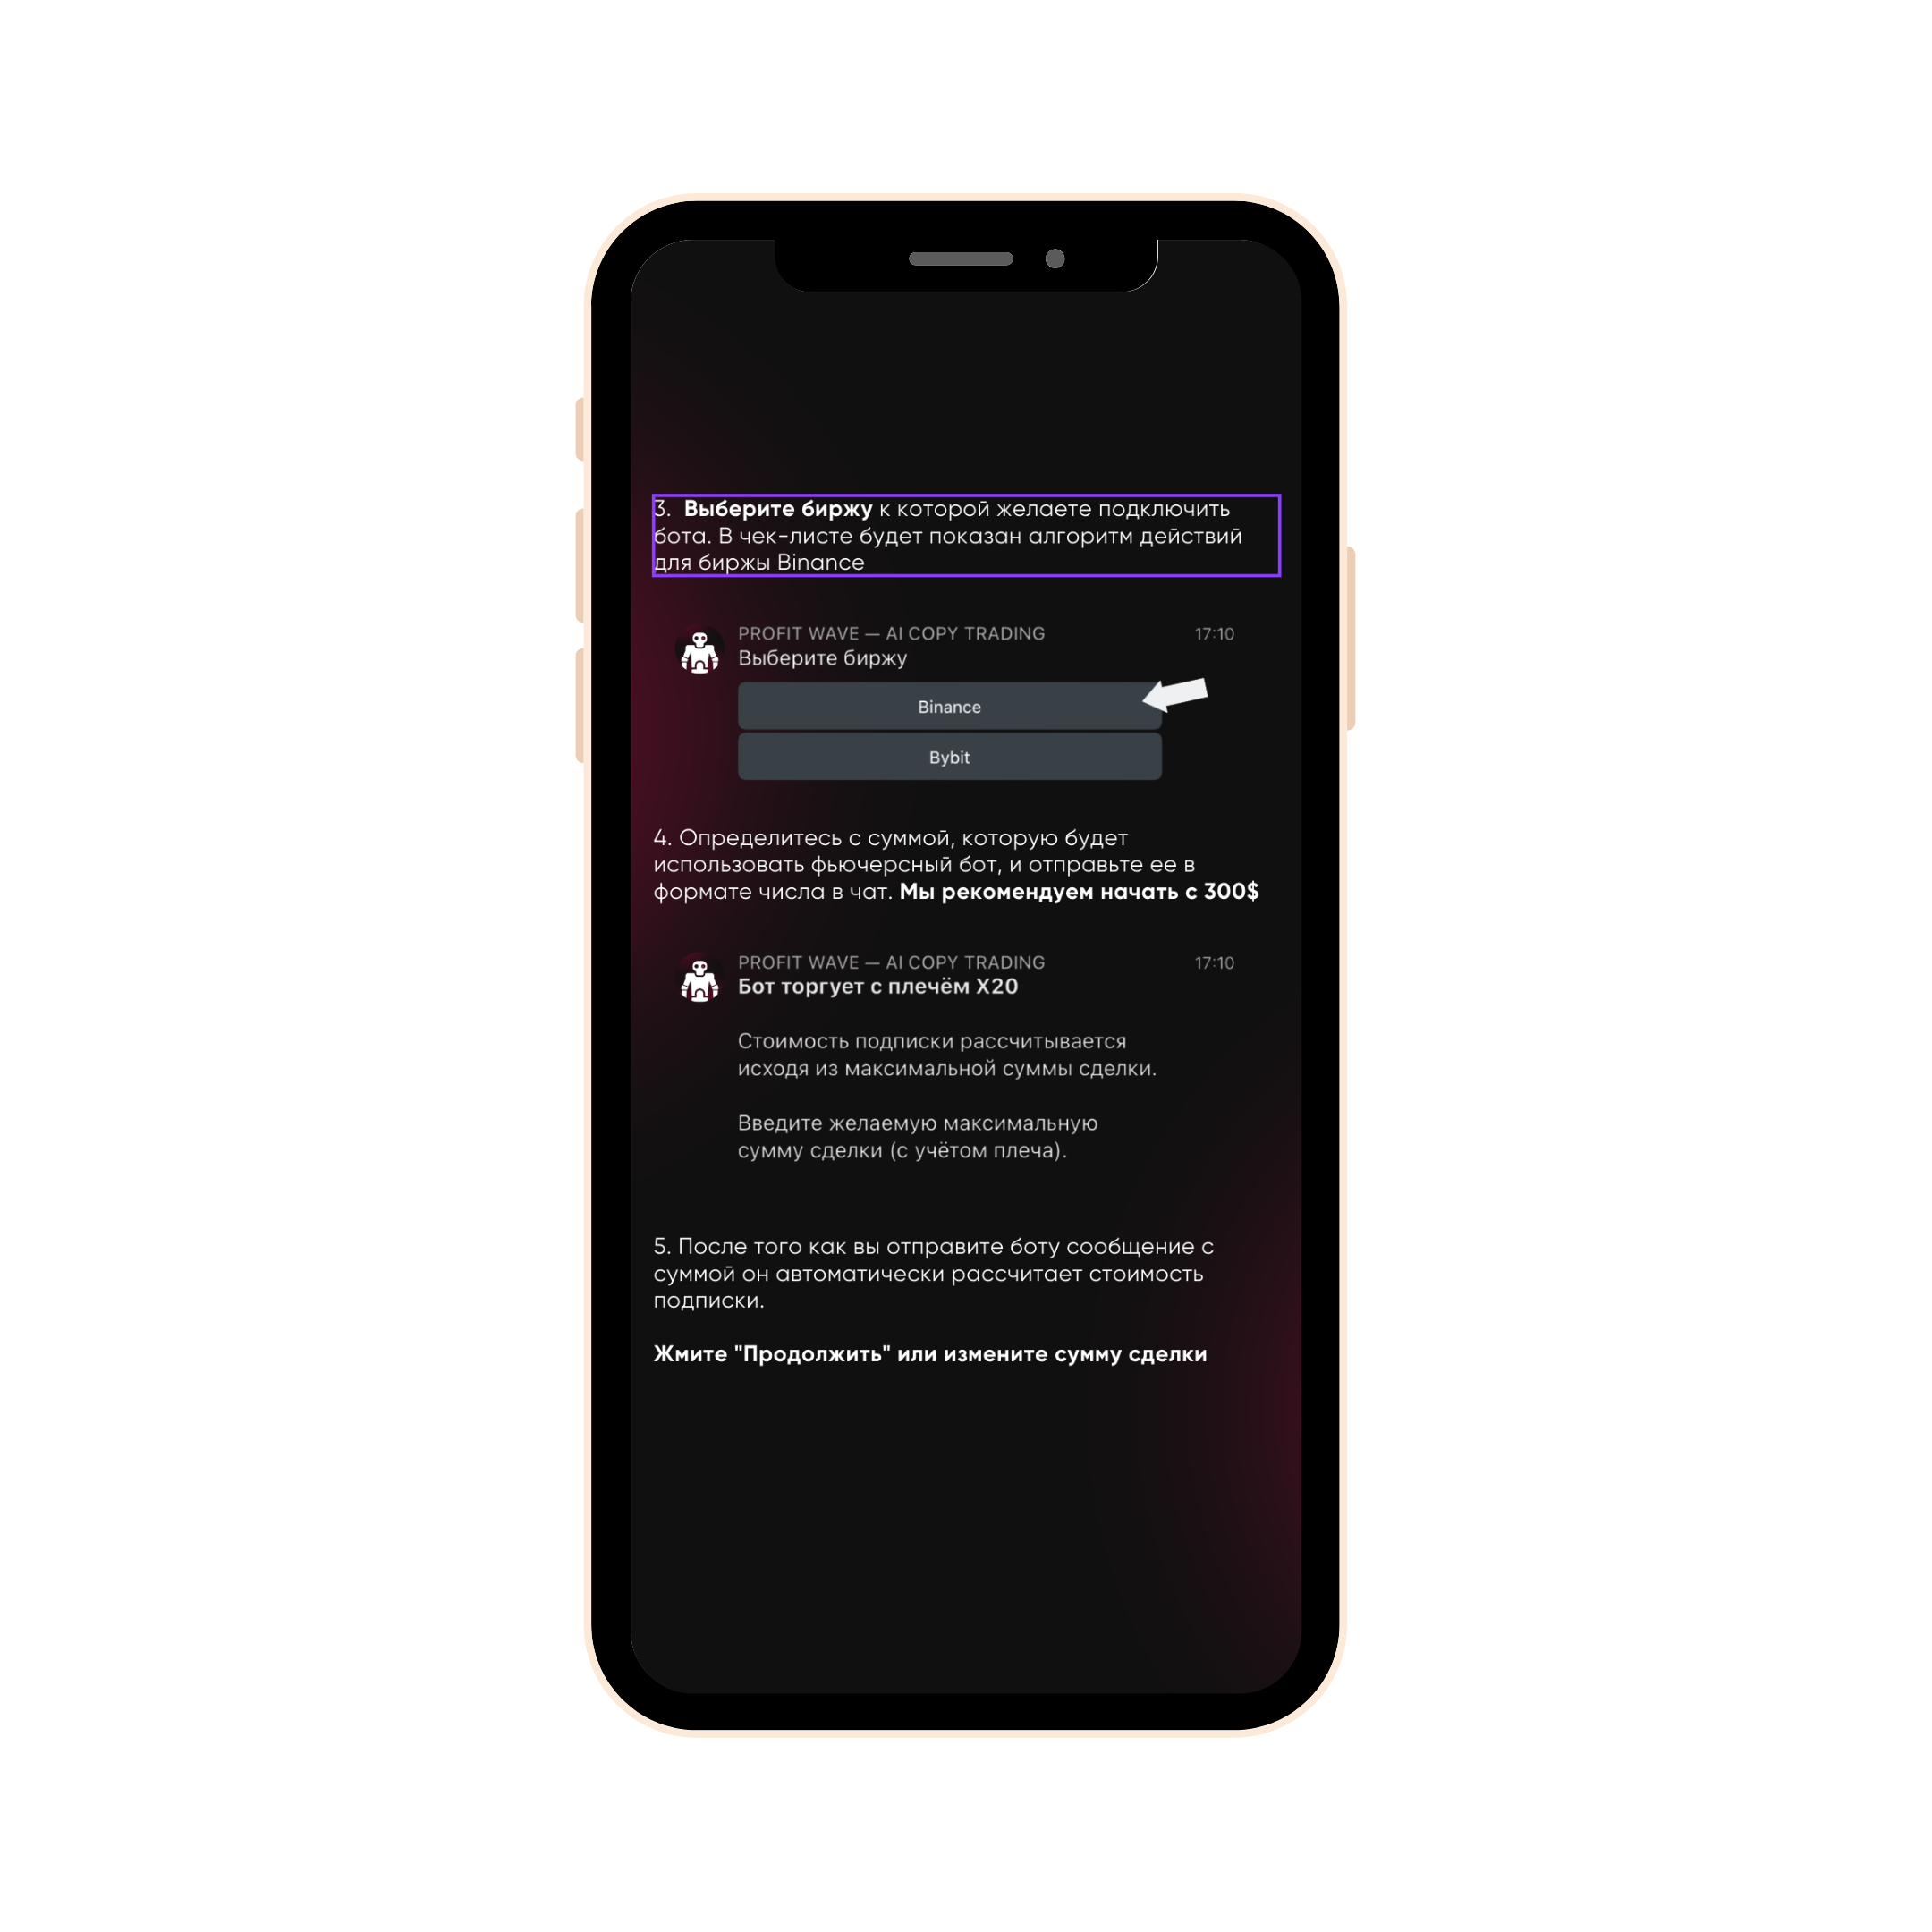 3. Выберите биржу к которой желаете подключить
бота. В чек-листе будет показан алгоритм действий
для биржы Binance
PROFIT WAVE — AI COPY TRADING 17:10
Выберите биржу
Binance
Bybit
4. Определитесь с суммой, которую будет
использовать фьючерсный бот, и отправьте ее в
формате числа в чат. Мы рекомендуем начать с 300$
PROFIT WAVE — AI COPY TRADING 17:10
Бот торгует с плечём X20
Стоимость подписки рассчитывается
исходя из максимальной суммы сделки.
Введите желаемую максимальную
сумму сделки (с учётом плеча).
5. После того как вы отправите боту сообщение с
суммой он автоматически рассчитает стоимость
подписки.
Жмите "Продолжить" или измените сумму сделки